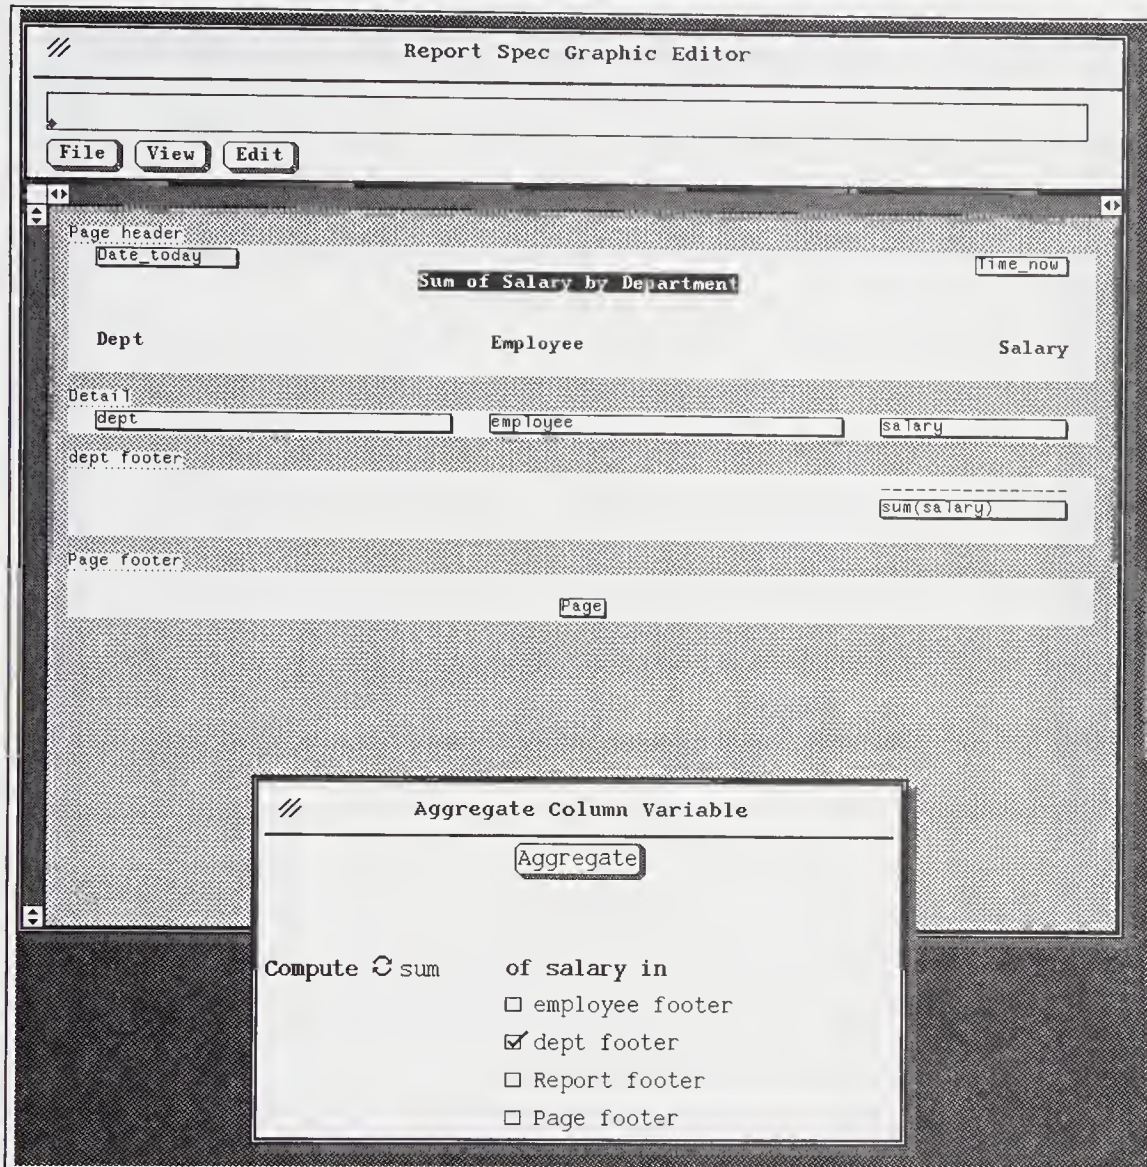 Report Spec Graphic Editor
File View Edit
Page header
Date_today Time_now
Sum of Salary by Department
Dept Employee Salary
Detail
dept employee salary
dept footer
sum(salary)
Page footer
Page
Aggregate Column Variable
Aggregate
Compute sum of salary in
employee footer
dept footer
Report footer
Page footer